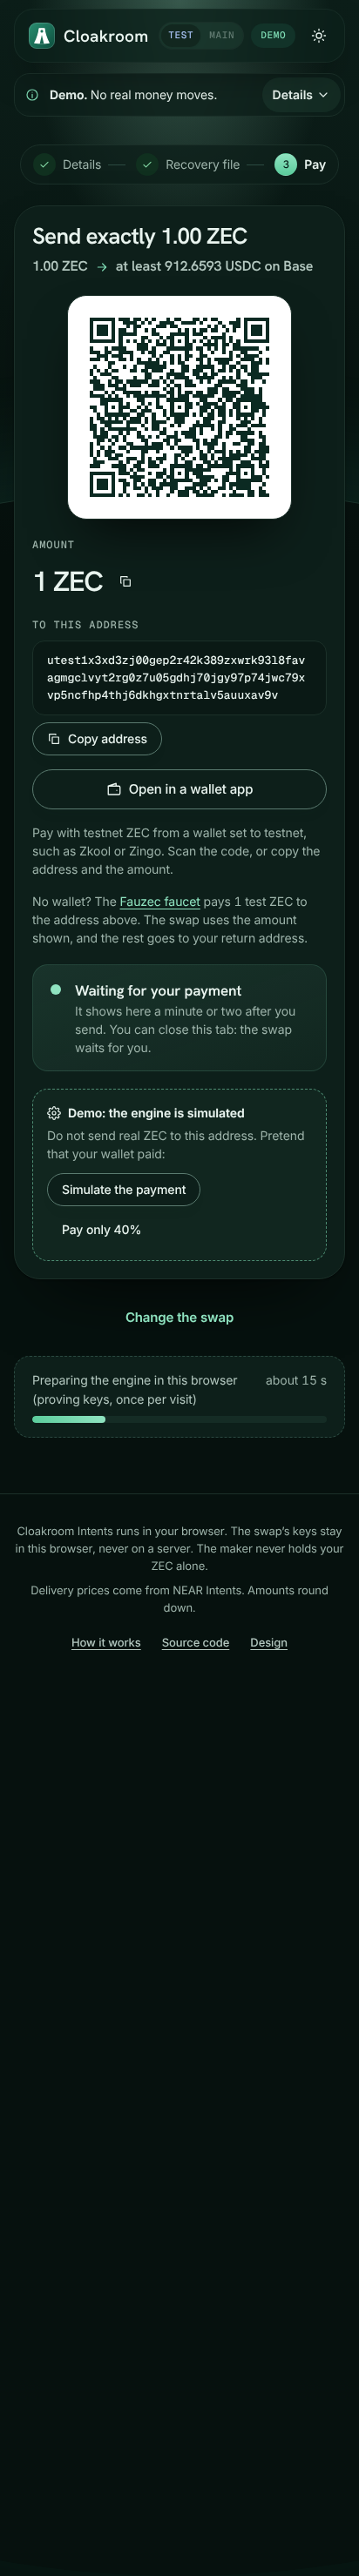 Cloakroom TEST MAIN DEMO
Demo. No real money moves. Details
Details Recovery file 3 Pay
Send exactly 1.00 ZEC
1.00 ZEC → at least 912.6593 USDC on Base
AMOUNT
1 ZEC
TO THIS ADDRESS
utest1x3xd3zj00gep2r42k389zxwrk93l8fav
agmgclvyt2rg0z7u05gdhj70jgy97p74jwc79x
vp5ncfhp4thj6dkhgxtnrtalv5auuxav9v
Copy address
Open in a wallet app
Pay with testnet ZEC from a wallet set to testnet,
such as Zkool or Zingo. Scan the code, or copy the
address and the amount.
No wallet? The Fauzec faucet pays 1 test ZEC to
the address above. The swap uses the amount
shown, and the rest goes to your return address.
Waiting for your payment
It shows here a minute or two after you
send. You can close this tab: the swap
waits for you.
Demo: the engine is simulated
Do not send real ZEC to this address. Pretend
that your wallet paid:
Simulate the payment
Pay only 40%
Change the swap
Preparing the engine in this browser about 15 s
(proving keys, once per visit)
Cloakroom Intents runs in your browser. The swap's keys stay
in this browser, never on a server. The maker never holds your
ZEC alone.
Delivery prices come from NEAR Intents. Amounts round
down.
How it works Source code Design